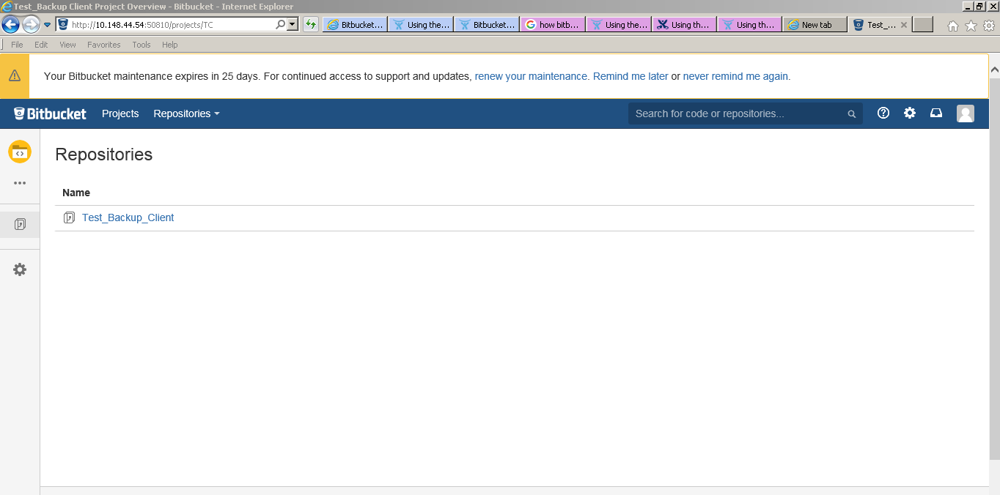 Test_Backup Client Project Overview - Bitbucket - Internet Explorer
http://10.148.44.54:50810/projects/TC
Bitbucket...
Using the...
Bitbucket...
how bitb...
Using the...
Using th...
Using th...
New tab
Test_...
File Edit View Favorites Tools Help
Your Bitbucket maintenance expires in 25 days. For continued access to support and updates, renew your maintenance. Remind me later or never remind me again.
Bitbucket Projects Repositories Search for code or repositories...
Repositories
Name
Test_Backup_Client